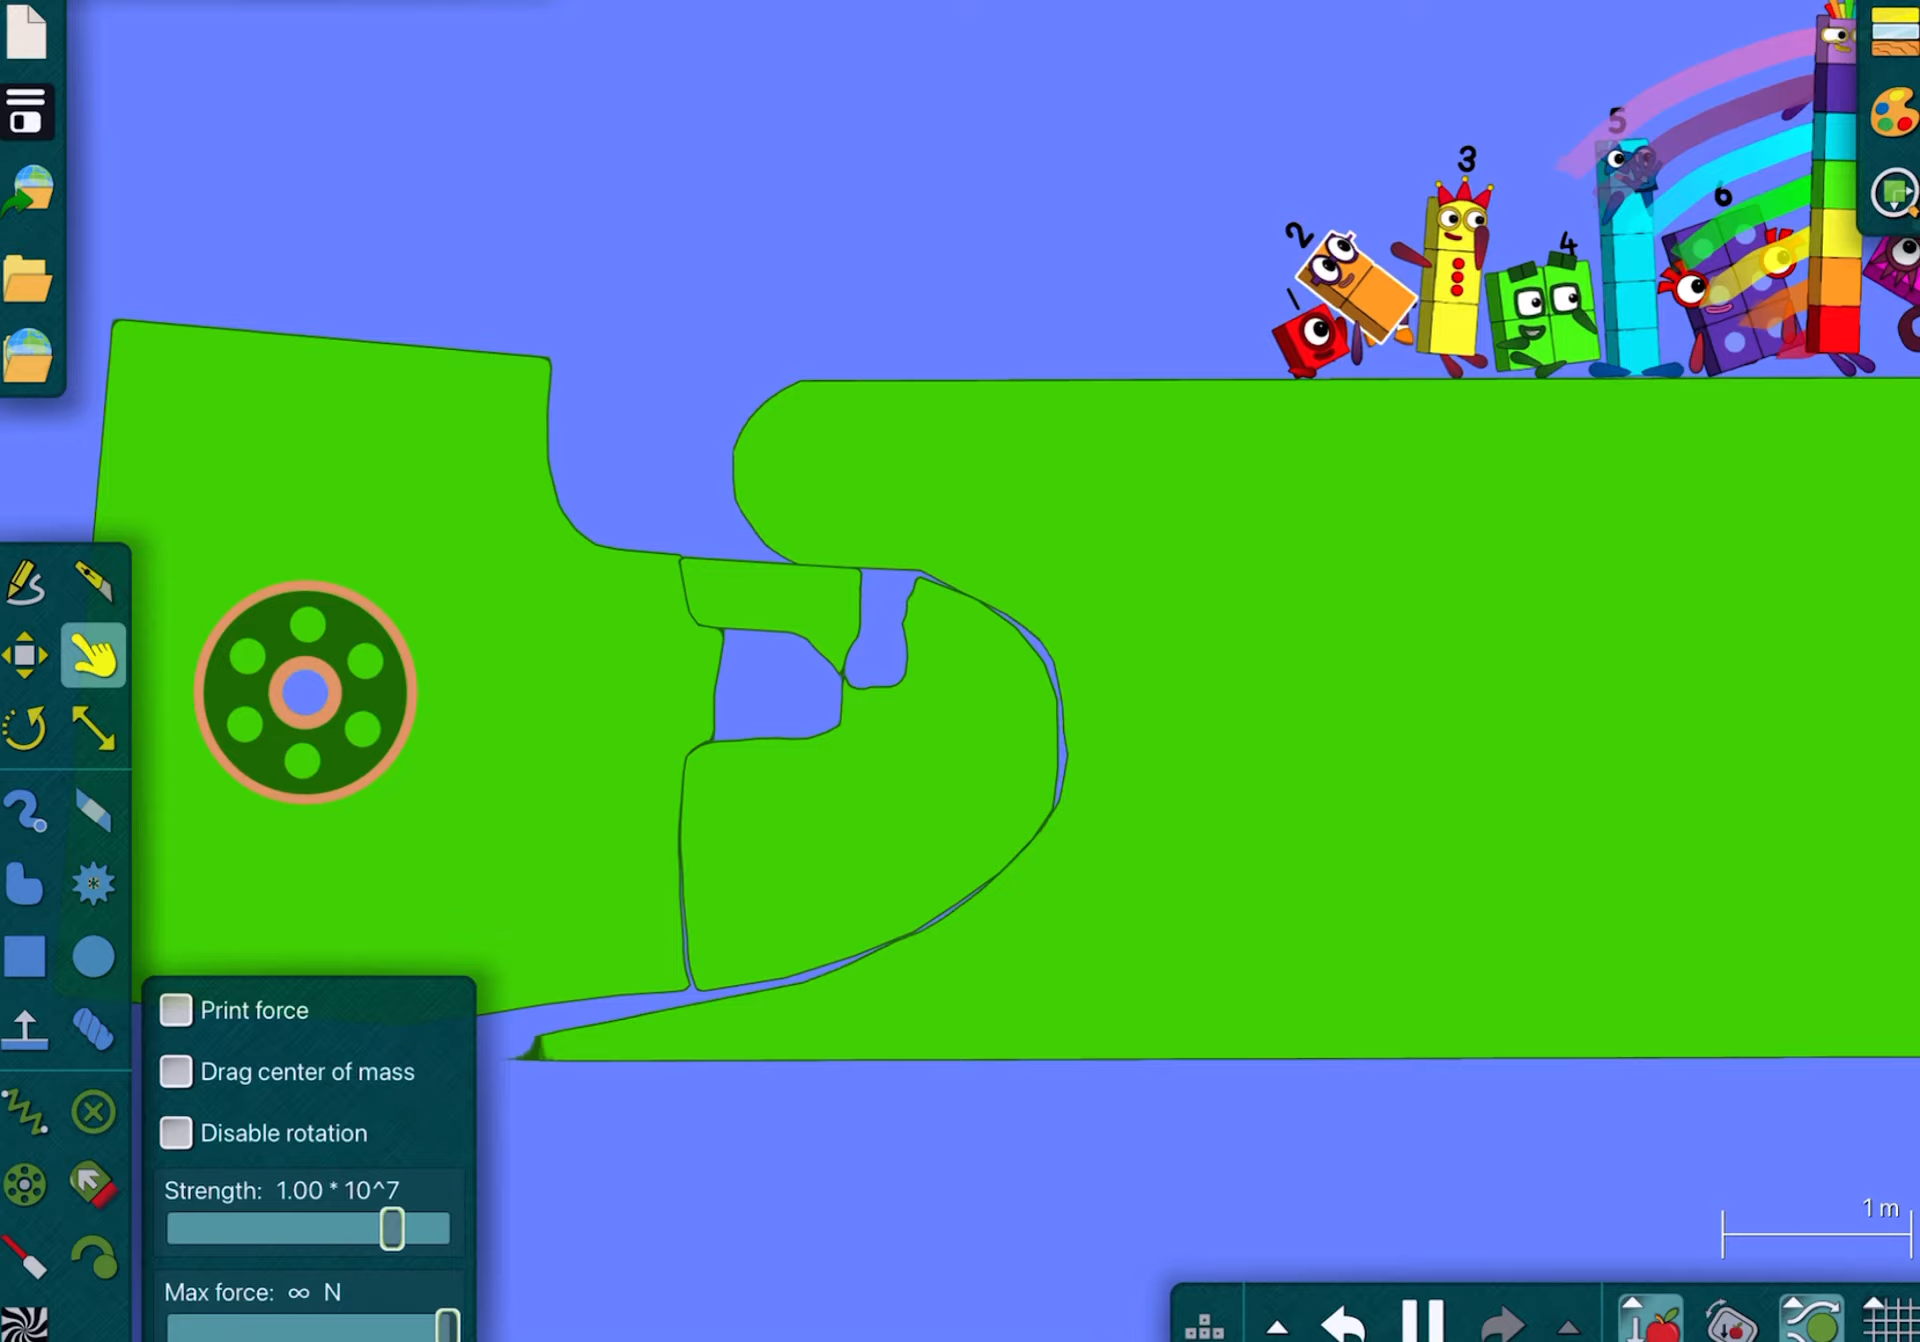 5
3
6
2
4
1
Print force
Drag center of mass
Disable rotation
Strength: 1.00 * 10^7
1 m
Max force: ∞ N